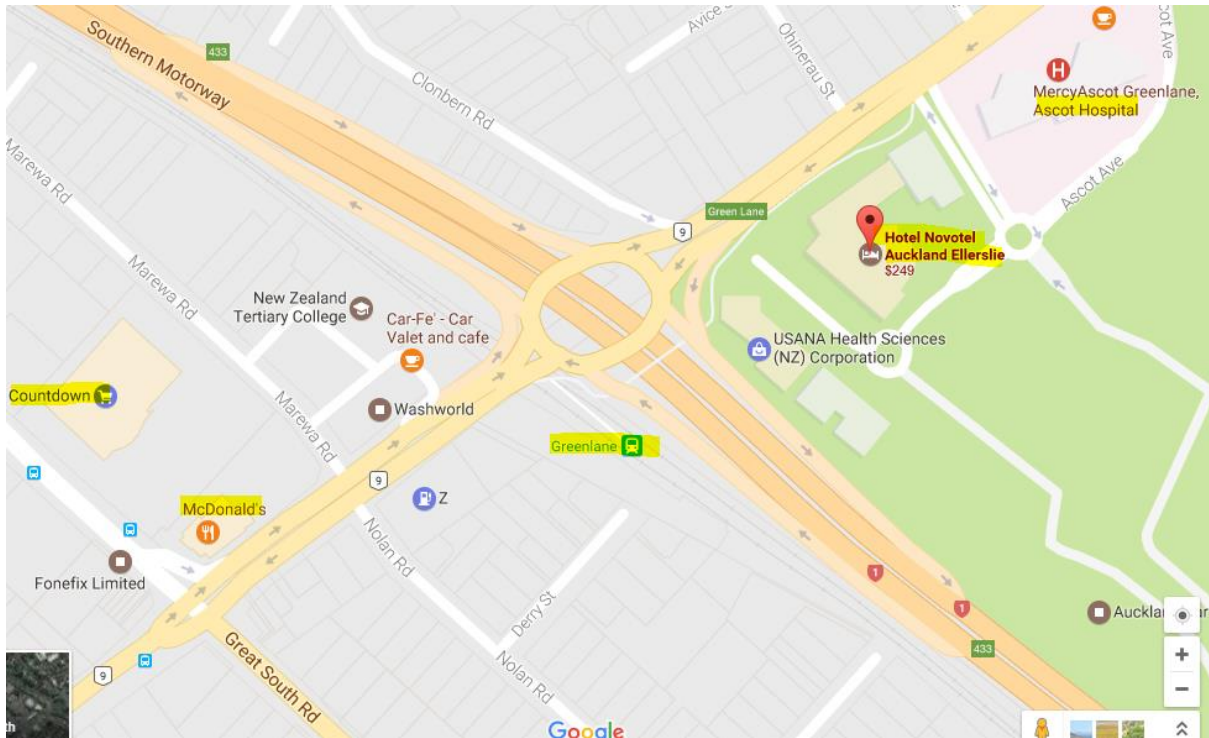 Southern Motorway
433
Clonbern Rd
Ohinerau St
Ascot Ave
H
MercyAscot Greenlane,
Ascot Hospital
Marewa Rd
Ascot Ave
Green Lane
9
Hotel Novotel
Auckland Ellerslie
$249
Marewa Rd
New Zealand
Tertiary College
Car-Fe' - Car
Valet and cafe
USANA Health Sciences
(NZ) Corporation
Countdown
Marewa Rd
Washworld
Greenlane
9
Z
McDonald's
Nolan Rd
Fonefix Limited
1
1
Derry St
Great South Rd
433
9
Nolan Rd
Google